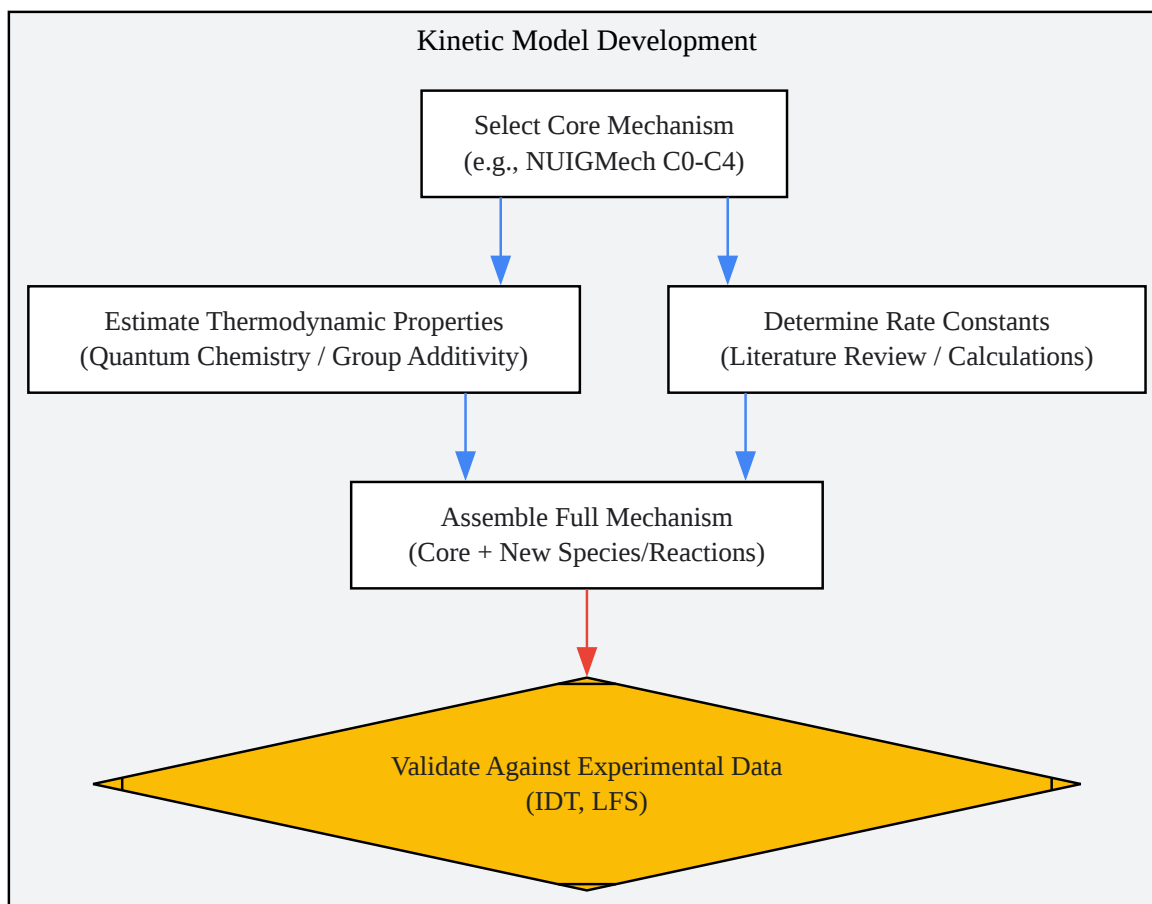 Kinetic Model Development
Select Core Mechanism
(e.g., NUIGMech C0-C4)
Estimate Thermodynamic Properties
(Quantum Chemistry / Group Additivity)
Determine Rate Constants
(Literature Review / Calculations)
Assemble Full Mechanism
(Core + New Species/Reactions)
Validate Against Experimental Data
(IDT, LFS)